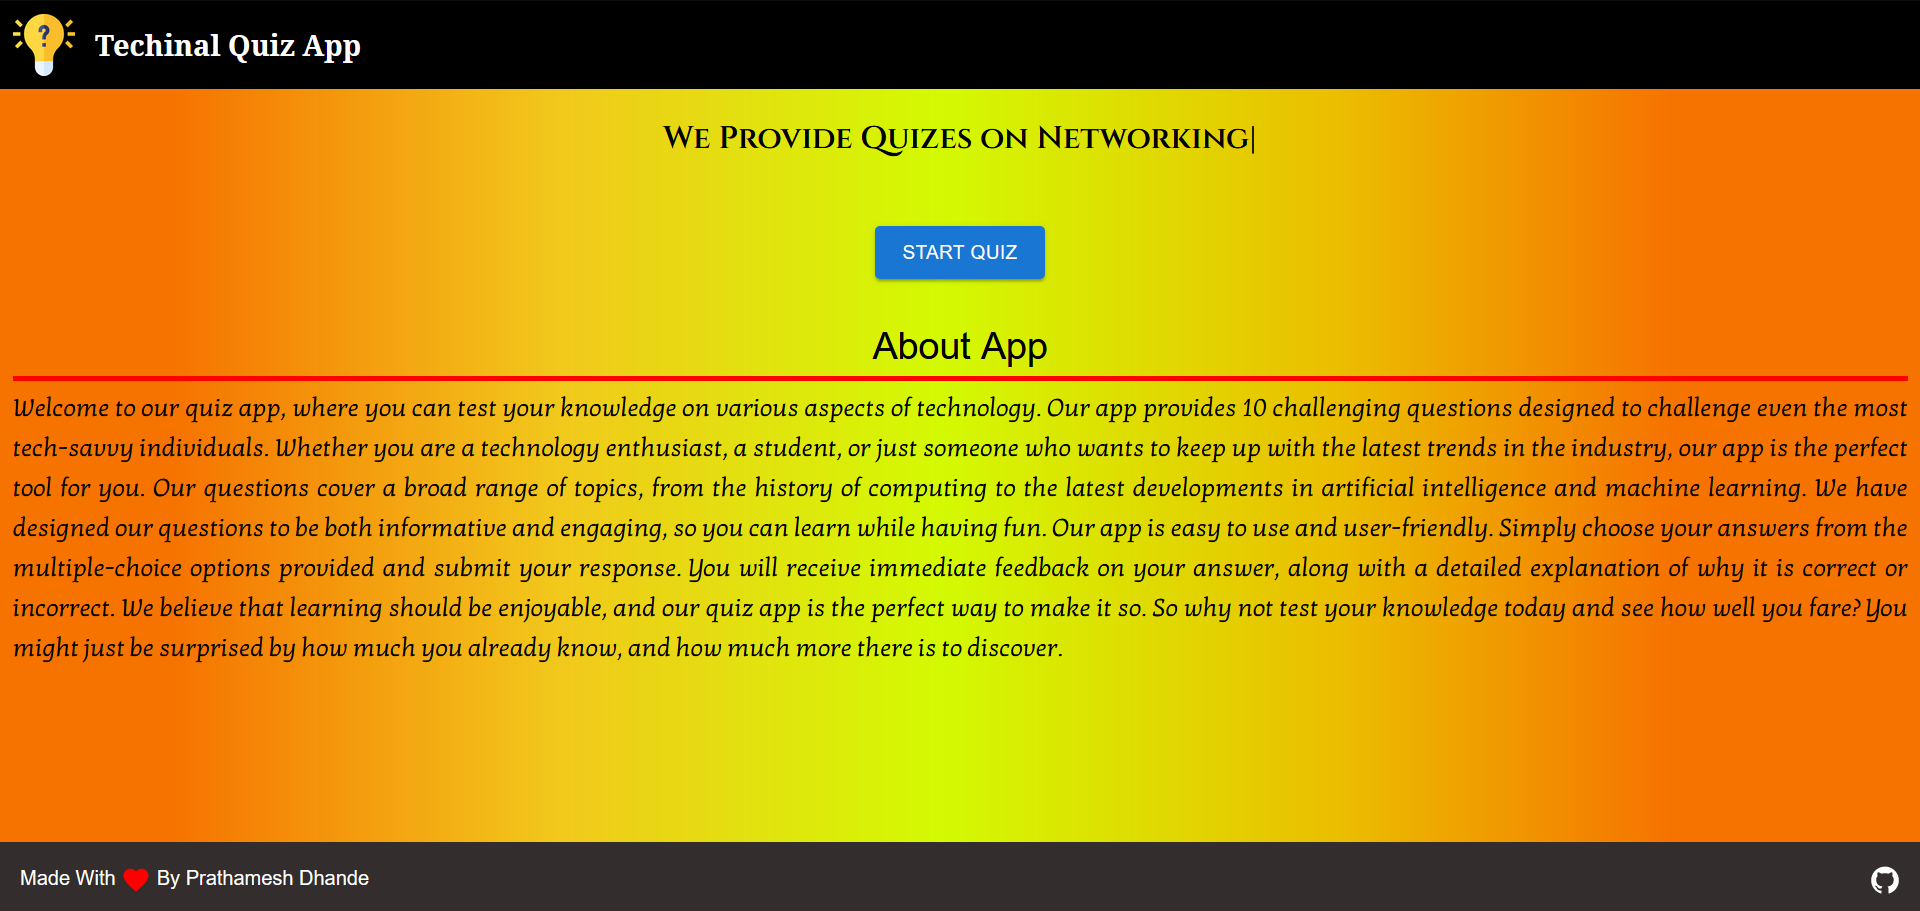 ?
Techinal Quiz App
We Provide Quizes on Networking|
START QUIZ
About App
Welcome to our quiz app, where you can test your knowledge on various aspects of technology. Our app provides 10 challenging questions designed to challenge even the most
tech-savvy individuals. Whether you are a technology enthusiast, a student, or just someone who wants to keep up with the latest trends in the industry, our app is the perfect
tool for you. Our questions cover a broad range of topics, from the history of computing to the latest developments in artificial intelligence and machine learning. We have
designed our questions to be both informative and engaging, so you can learn while having fun. Our app is easy to use and user-friendly. Simply choose your answers from the
multiple-choice options provided and submit your response. You will receive immediate feedback on your answer, along with a detailed explanation of why it is correct or
incorrect. We believe that learning should be enjoyable, and our quiz app is the perfect way to make it so. So why not test your knowledge today and see how well you fare? You
might just be surprised by how much you already know, and how much more there is to discover.
Made With By Prathamesh Dhande